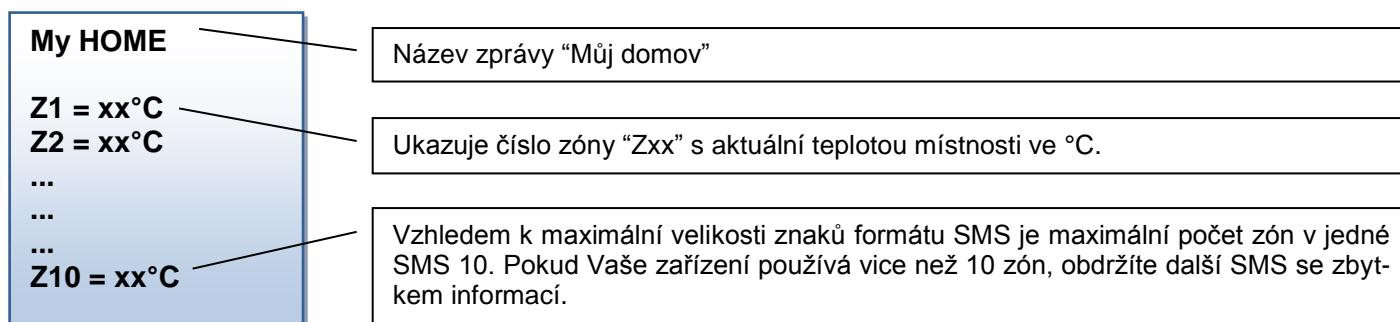 My HOME
Z1 = xx°C
Z2 = xx°C
...
...
...
Z10 = xx°C
Název zprávy “Můj domov”
Ukazuje číslo zóny “Zxx” s aktuální teplotou místnosti ve °C.
Vzhledem k maximální velikosti znaků formátu SMS je maximální počet zón v jedné
SMS 10. Pokud Vaše zařízení používá vice než 10 zón, obdržíte další SMS se zbyt-
kem informací.